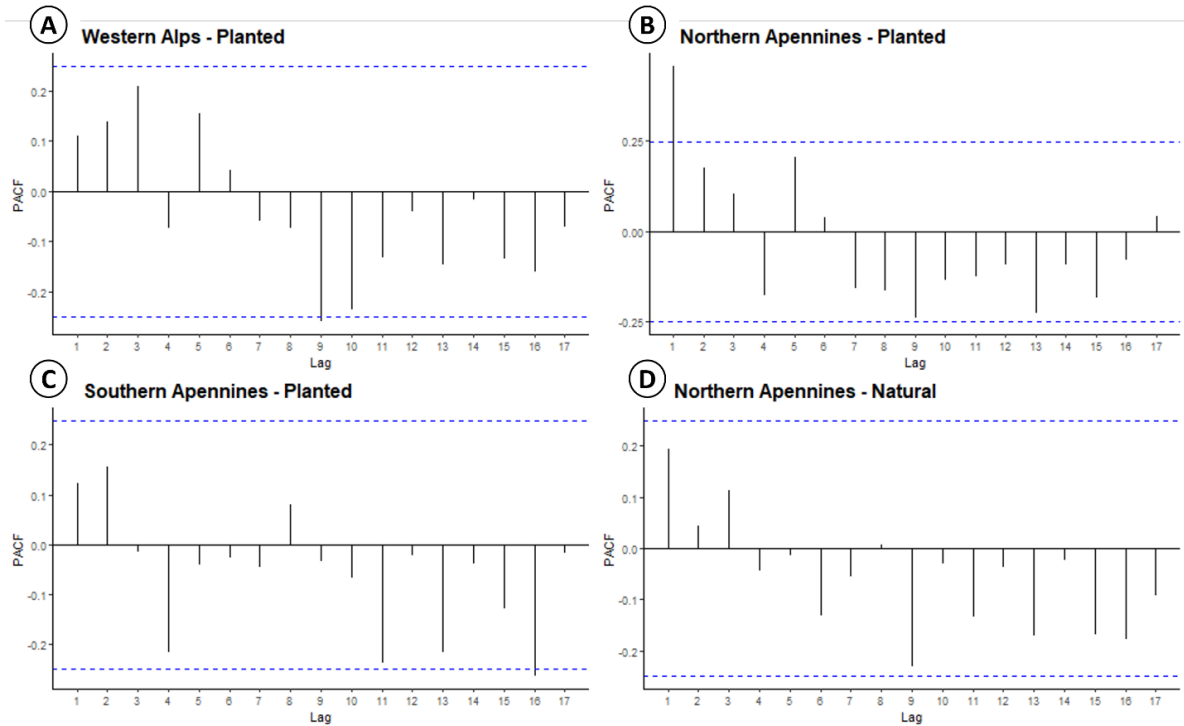 A
Western Alps - Planted
PACF
0.2
0.1
0.0
-0.1
-0.2
1 2 3 4 5 6 7 8 9 10 11 12 13 14 15 16 17
Lag
B
Northern Apennines - Planted
PACF
0.25
0.00
-0.25
1 2 3 4 5 6 7 8 9 10 11 12 13 14 15 16 17
Lag
C
Southern Apennines - Planted
PACF
0.2
0.1
0.0
-0.1
-0.2
1 2 3 4 5 6 7 8 9 10 11 12 13 14 15 16 17
Lag
D
Northern Apennines - Natural
PACF
0.2
0.1
0.0
-0.1
-0.2
1 2 3 4 5 6 7 8 9 10 11 12 13 14 15 16 17
Lag